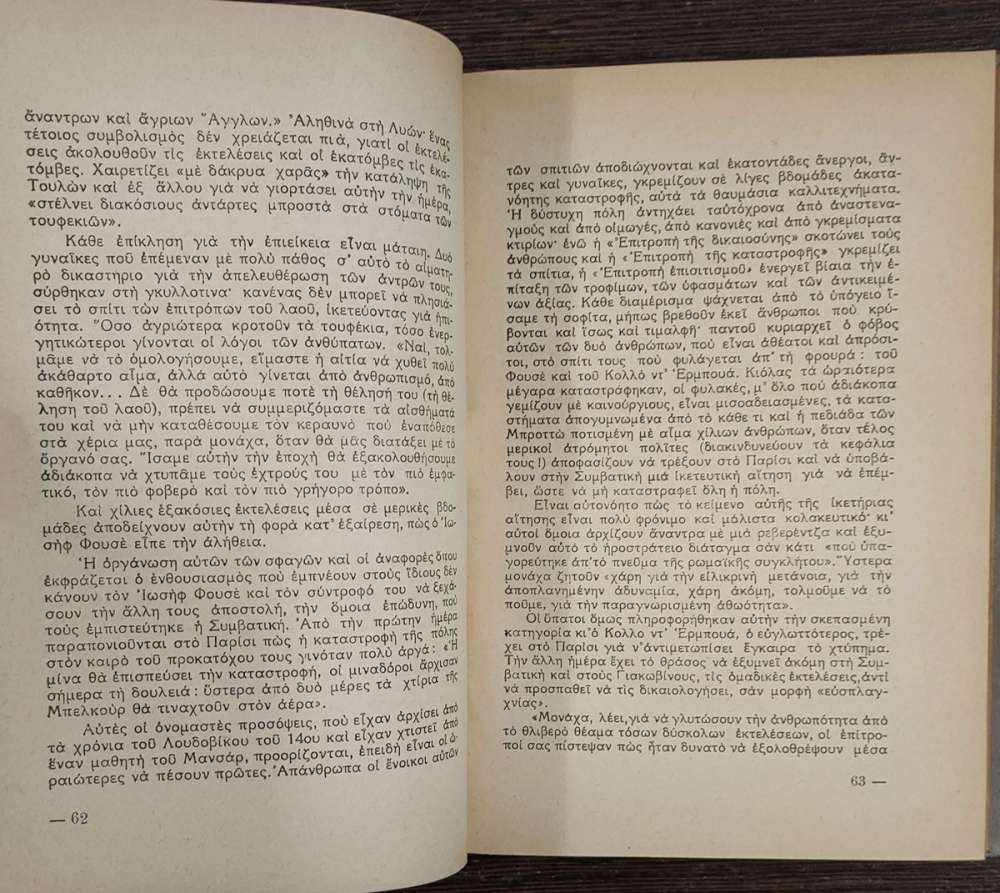 ἄναντρων καὶ ἄγριων Ἄγγλων.» Ἀληθινὰ στὴ Λυών· ἕνας
τέτοιος συμβολισμὸς δέν χρειάζεται πιά, γιατὶ οἱ ἐκτελέ-
σεις ἀκολουθοῦν τὶς ἐκτελέσεις καὶ οἱ ἑκατόμβες τὶς ἑκα-
τόμβες. Χαιρετίζει «μὲ δάκρυα χαρᾶς» τὴν κατάληψη τῆς
Τουλὼν καὶ ἐξ ἄλλου γιὰ νὰ γιορτάσει αὐτὴν τὴν ἡμέρα,
«στέλνει διακόσιους ἀντάρτες μπροστὰ στὰ στόματα τῶν
τουφεκιῶν».
Κάθε ἐπίκληση γιὰ τὴν ἐπιείκεια εἶναι μάταιη. Δυὸ
γυναῖκες ποῦ ἐπέμεναν μὲ πολὺ πάθος σ' αὐτὸ τὸ αἱματη-
ρὸ δικαστήριο γιὰ τὴν ἀπελευθέρωση τῶν ἀντρῶν τους,
σύρθηκαν στὴ γκυλλοτινα· κανένας δὲν μπορεῖ νὰ πλησιά-
σει τὸ σπίτι τῶν ἐπιτρόπων τοῦ λαοῦ, ἱκετεύοντας γιὰ ἠπι-
ότητα. Ὅσο ἀγριώτερα κροτοῦν τὰ τουφέκια, τόσο ἐνερ-
γητικώτεροι γίνονται οἱ λόγοι τῶν ἀνθύπατων. «Ναί, τολ-
μᾶμε νὰ τὸ ὁμολογήσουμε, εἴμαστε ἡ αἰτία νὰ χυθεῖ πολὺ
ἀκάθαρτο αἷμα, ἀλλά αὐτὸ γίνεται ἀπὸ ἀνθρωπισμό, ἀπὸ
καθῆκον... Δὲ θὰ προδώσουμε ποτὲ τὴ θέλησή του (τὴ θέ-
ληση τοῦ λαοῦ), πρέπει νὰ συμμεριζόμαστε τὰ αἰσθήματά
του καὶ νὰ μὴν καταθέσουμε τὸν κεραυνὸ ποὺ ἐναπόθεσε
στὰ χέρια μας, παρὰ μονάχα, ὅταν θὰ μᾶς διατάξει μὲ τὸ
ὄργανό σας. Ἴσαμε αὐτὴν τὴν ἐποχὴ θὰ ἐξακολουθήσουμε
ἀδιάκοπα νὰ χτυπᾶμε τοὺς ἐχτρούς του μὲ τὸν πιὸ ἐμφα-
τικό, τὸν πιὸ φοβερὸ καὶ τὸν πιὸ γρήγορο τρόπο».
Καὶ χίλιες ἑξακόσιες ἐκτελέσεις μέσα σὲ μερικὲς βδο-
μάδες ἀποδείχνουν αὐτὴν τὴ φορὰ κατ' ἐξαίρεση, πὼς ὁ Ἰω-
σὴφ Φουσὲ εἶπε τὴν ἀλήθεια.
Ἡ ὀργάνωση αὐτῶν τῶν σφαγῶν καὶ οἱ ἀναφορὲς ὅπου
ἐκφράζεται ὁ ἐνθουσιασμὸς ποὺ ἐμπνέουν στοὺς ἴδιους δὲν
κάνουν τὸν Ἰωσὴφ Φουσὲ καὶ τὸν σύντροφό του νὰ ξεχά-
σουν τὴν ἄλλη τους ἀποστολή, τὴν ὅμοια ἐπώδυνη, ποὺ
τοὺς ἐμπιστεύτηκε ἡ Συμβατική. Ἀπὸ τὴν πρώτην ἡμέρα
παραπονιοῦνται στὸ Παρίσι πὼς ἡ καταστροφὴ τῆς πόλης
στὸν καιρὸ τοῦ προκατόχου τους γινόταν πολὺ ἀργά: «Ἡ
μίνα θὰ ἐπισπεύσει τὴν καταστροφή, οἱ μιναδόροι ἄρχισαν
σήμερα τὴ δουλειά: ὕστερα ἀπὸ δυὸ μέρες τὰ χτίρια τῆς
Μπελκοὺρ θὰ τιναχτοῦν στὸν ἀέρα».
Αὐτὲς οἱ ὀνομαστὲς προσόψεις, ποὺ εἶχαν ἀρχίσει ἀπὸ
τὰ χρόνια τοῦ Λουδοβίκου τοῦ 14ου καὶ εἶχαν χτιστεῖ ἀπὸ
ἕναν μαθητὴ τοῦ Μανσάρ, προορίζονται, ἐπειδὴ εἶναι οἱ ὡ-
ραιώτερες νὰ πέσουν πρῶτες. Ἀπάνθρωπα οἱ ἔνοικοι αὐτῶν
— 62
τῶν σπιτιῶν ἀποδιώχνονται καὶ ἑκατοντάδες ἄνεργοι, ἄν-
τρες καὶ γυναῖκες, γκρεμίζουν σὲ λίγες βδομάδες ἀκατα-
νόητης καταστροφῆς, αὐτὰ τὰ θαυμάσια καλλιτεχνήματα.
Ἡ δύστυχη πόλη ἀντηχάει ταὐτόχρονα ἀπὸ ἀναστενα-
γμοὺς καὶ ἀπὸ οἰμωγές, ἀπὸ κανονιὲς καὶ ἀπὸ γκρεμίσματα
κτιρίων· ἐνῶ ἡ «Ἐπιτροπὴ τῆς δικαιοσύνης» σκοτώνει τοὺς
ἀνθρώπους καὶ ἡ «Ἐπιτροπὴ τῆς καταστροφῆς» γκρεμίζει
τὰ σπίτια, ἡ «Ἐπιτροπὴ ἐπισιτισμοῦ» ἐνεργεῖ βίαια τὴν ἐ-
πίταξη τῶν τροφίμων, τῶν ὑφασμάτων καὶ τῶν ἀντικειμέ-
νων ἀξίας. Κάθε διαμέρισμα ψάχνεται ἀπὸ τὸ ὑπόγειο ἴ-
σαμε τὴ σοφίτα, μήπως βρεθοῦν ἐκεῖ ἄνθρωποι ποὺ κρύ-
βονται καὶ ἴσως καὶ τιμαλφῆ· παντοῦ κυριαρχεῖ ὁ φόβος
αὐτῶν τῶν δυὸ ἀνθρώπων, ποὺ εἶναι ἀθέατοι καὶ ἀπρόσι-
τοι, στὸ σπίτι τους ποὺ φυλάγεται ἀπ' τὴ φρουρά: τοῦ
Φουσὲ καὶ τοῦ Κολλὸ ντ' Ἑρμπουά. Κιόλας τὰ ὡραιότερα
μέγαρα καταστράφηκαν, οἱ φυλακές, μ' ὅλο ποὺ ἀδιάκοπα
γεμίζουν μὲ καινούργιους, εἶναι μισοαδειασμένες, τὰ κατα-
στήματα ἀπογυμνωμένα ἀπὸ τὸ κάθε τι καὶ ἡ πεδιάδα τῶν
Μπροττὼ ποτισμένη μὲ αἷμα χίλιων ἀνθρώπων, ὅταν τέλος
μερικοὶ ἀτρόμητοι πολῖτες (διακινδυνεύουν τὰ κεφάλια
τους!) ἀποφασίζουν νὰ τρέξουν στὸ Παρίσι καὶ νὰ ὑποβά-
λουν στὴν Συμβατικὴ μιὰ ἱκετευτικὴ αἴτηση γιὰ νὰ ἐπέμ-
βει, ὥστε νὰ μὴ καταστραφεῖ ὅλη ἡ πόλη.
Εἶναι αὐτονόητο πὼς τὸ κείμενο αὐτῆς τῆς ἱκετήριας
αἴτησης εἶναι πολὺ φρόνιμο καὶ μόλιστα κολακευτικό· κι'
αὐτοὶ ὅμοια ἀρχίζουν ἄναντρα μὲ μιὰ ρεβερέντζα καὶ ἐξυ-
μνοῦν αὐτὸ τὸ ἡροστράτειο διάταγμα σὰν κάτι «ποὺ ὑπα-
γορεύτηκε ἀπ' τὸ πνεῦμα τῆς ρωμαϊκῆς συγκλήτου». Ὕστερα
μονάχα ζητοῦν «χάρη γιὰ τὴν εἰλικρινὴ μετάνοια, γιὰ τὴν
ἀποπλανημένην ἀδυναμία, χάρη ἀκόμη, τολμοῦμε νὰ τὸ
ποῦμε, γιὰ τὴν παραγνωρισμένη ἀθωότητα».
Οἱ ὕπατοι ὅμως πληροφορήθηκαν αὐτὴν τὴν σκεπασμένη
κατηγορία κι' ὁ Κολλο ντ' Ἑρμπουά, ὁ εὐγλωττότερος, τρέ-
χει στὸ Παρίσι γιὰ ν' ἀντιμετωπίσει ἔγκαιρα τὸ χτύπημα.
Τὴν ἄλλη ἡμέρα ἔχει τὸ θράσος νὰ ἐξυμνεῖ ἀκόμη στὴ Συμ-
βατικὴ καὶ στοὺς Γιακωβίνους, τὶς ὁμαδικὲς ἐκτελέσεις, ἀντὶ
νὰ προσπαθεῖ νὰ τὶς δικαιολογήσει, σὰν μορφὴ «εὐσπλαγ-
χνίας».
«Μονάχα, λέει, γιὰ νὰ γλυτώσουν τὴν ἀνθρωπότητα ἀπὸ
τὸ θλιβερὸ θέαμα τόσων δύσκολων ἐκτελέσεων, οἱ ἐπίτρο-
ποί σας πίστεψαν πὼς ἦταν δυνατὸ νὰ ἐξολοθρέψουν μέσα
63 —